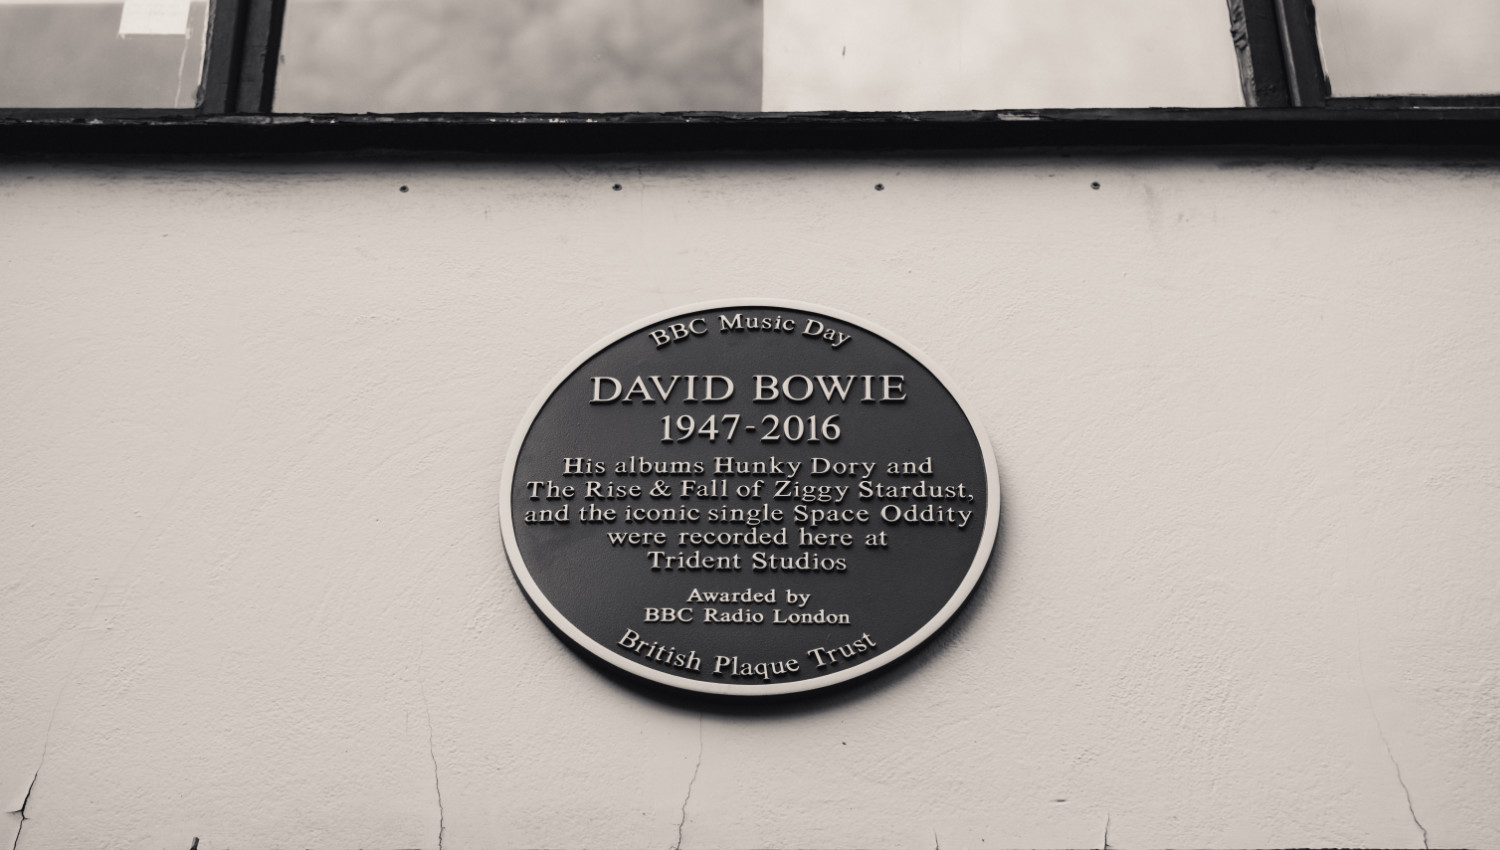 BBC Music Day
DAVID BOWIE
1947-2016
His albums Hunky Dory and
The Rise & Fall of Ziggy Stardust,
and the iconic single Space Oddity
were recorded here at
Trident Studios
Awarded by
BBC Radio London
British Plaque Trust